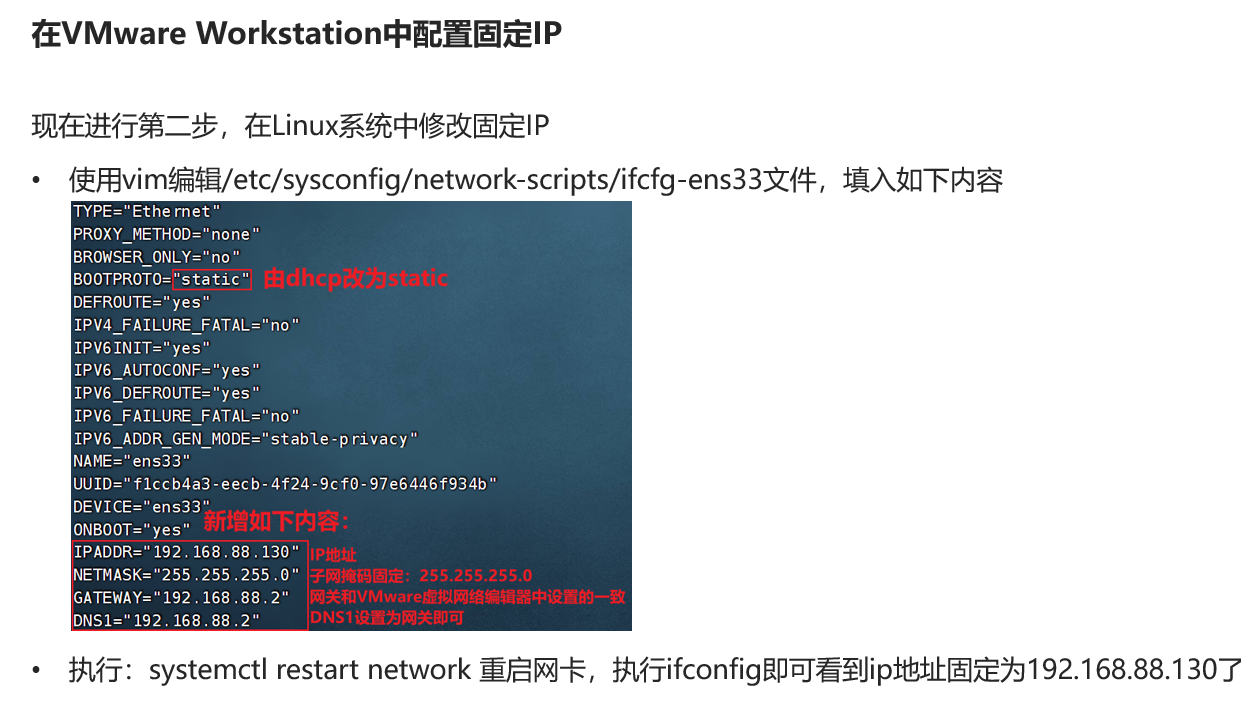 在VMware Workstation中配置固定IP
现在进行第二步，在Linux系统中修改固定IP
• 使用vim编辑/etc/sysconfig/network-scripts/ifcfg-ens33文件，填入如下内容
TYPE="Ethernet"
PROXY_METHOD="none"
BROWSER_ONLY="no"
BOOTPROTO="static" 由dhcp改为static
DEFROUTE="yes"
IPV4_FAILURE_FATAL="no"
IPV6INIT="yes"
IPV6_AUTOCONF="yes"
IPV6_DEFROUTE="yes"
IPV6_FAILURE_FATAL="no"
IPV6_ADDR_GEN_MODE="stable-privacy"
NAME="ens33"
UUID="f1ccb4a3-eecb-4f24-9cf0-97e6446f934b"
DEVICE="ens33"
ONBOOT="yes" 新增如下内容：
IPADDR="192.168.88.130" IP地址
NETMASK="255.255.255.0" 子网掩码固定：255.255.255.0
GATEWAY="192.168.88.2" 网关和VMware虚拟网络编辑器中设置的一致
DNS1="192.168.88.2" DNS1设置为网关即可
• 执行：systemctl restart network 重启网卡，执行ifconfig即可看到ip地址固定为192.168.88.130了